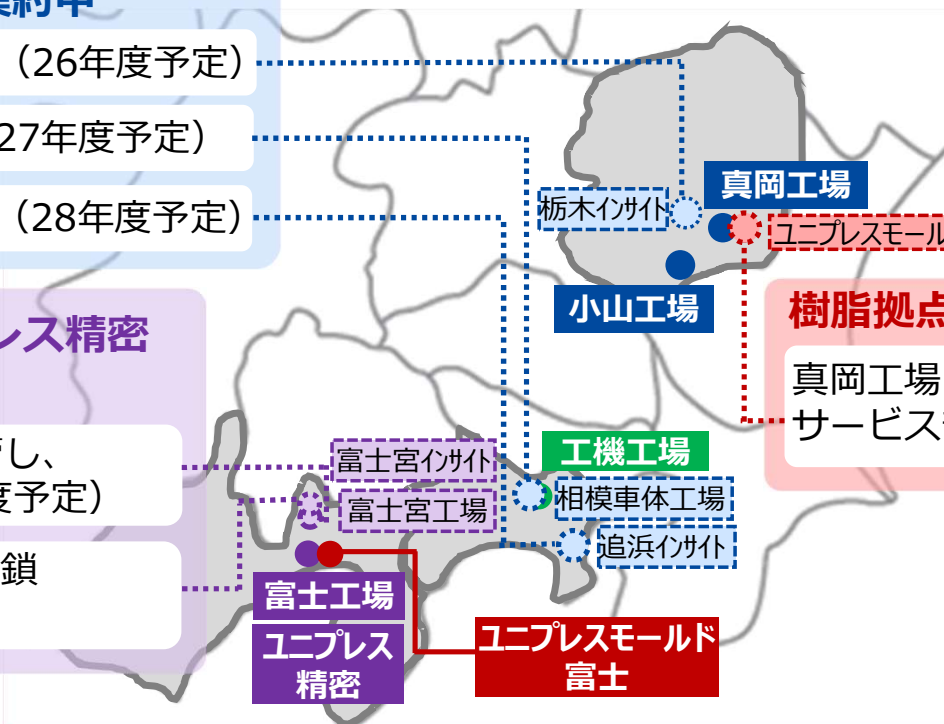 集約中
（26年度予定）
27年度予定）
（28年度予定）
栃木インサイト
真岡工場
ユニプレスモール
小山工場
樹脂拠点
真岡工場
サービス
レス精密
し、
度予定）
鎖
富士宮インサイト
富士宮工場
工機工場
相模車体工場
追浜インサイト
富士工場
ユニプレス
精密
ユニプレスモールド
富士